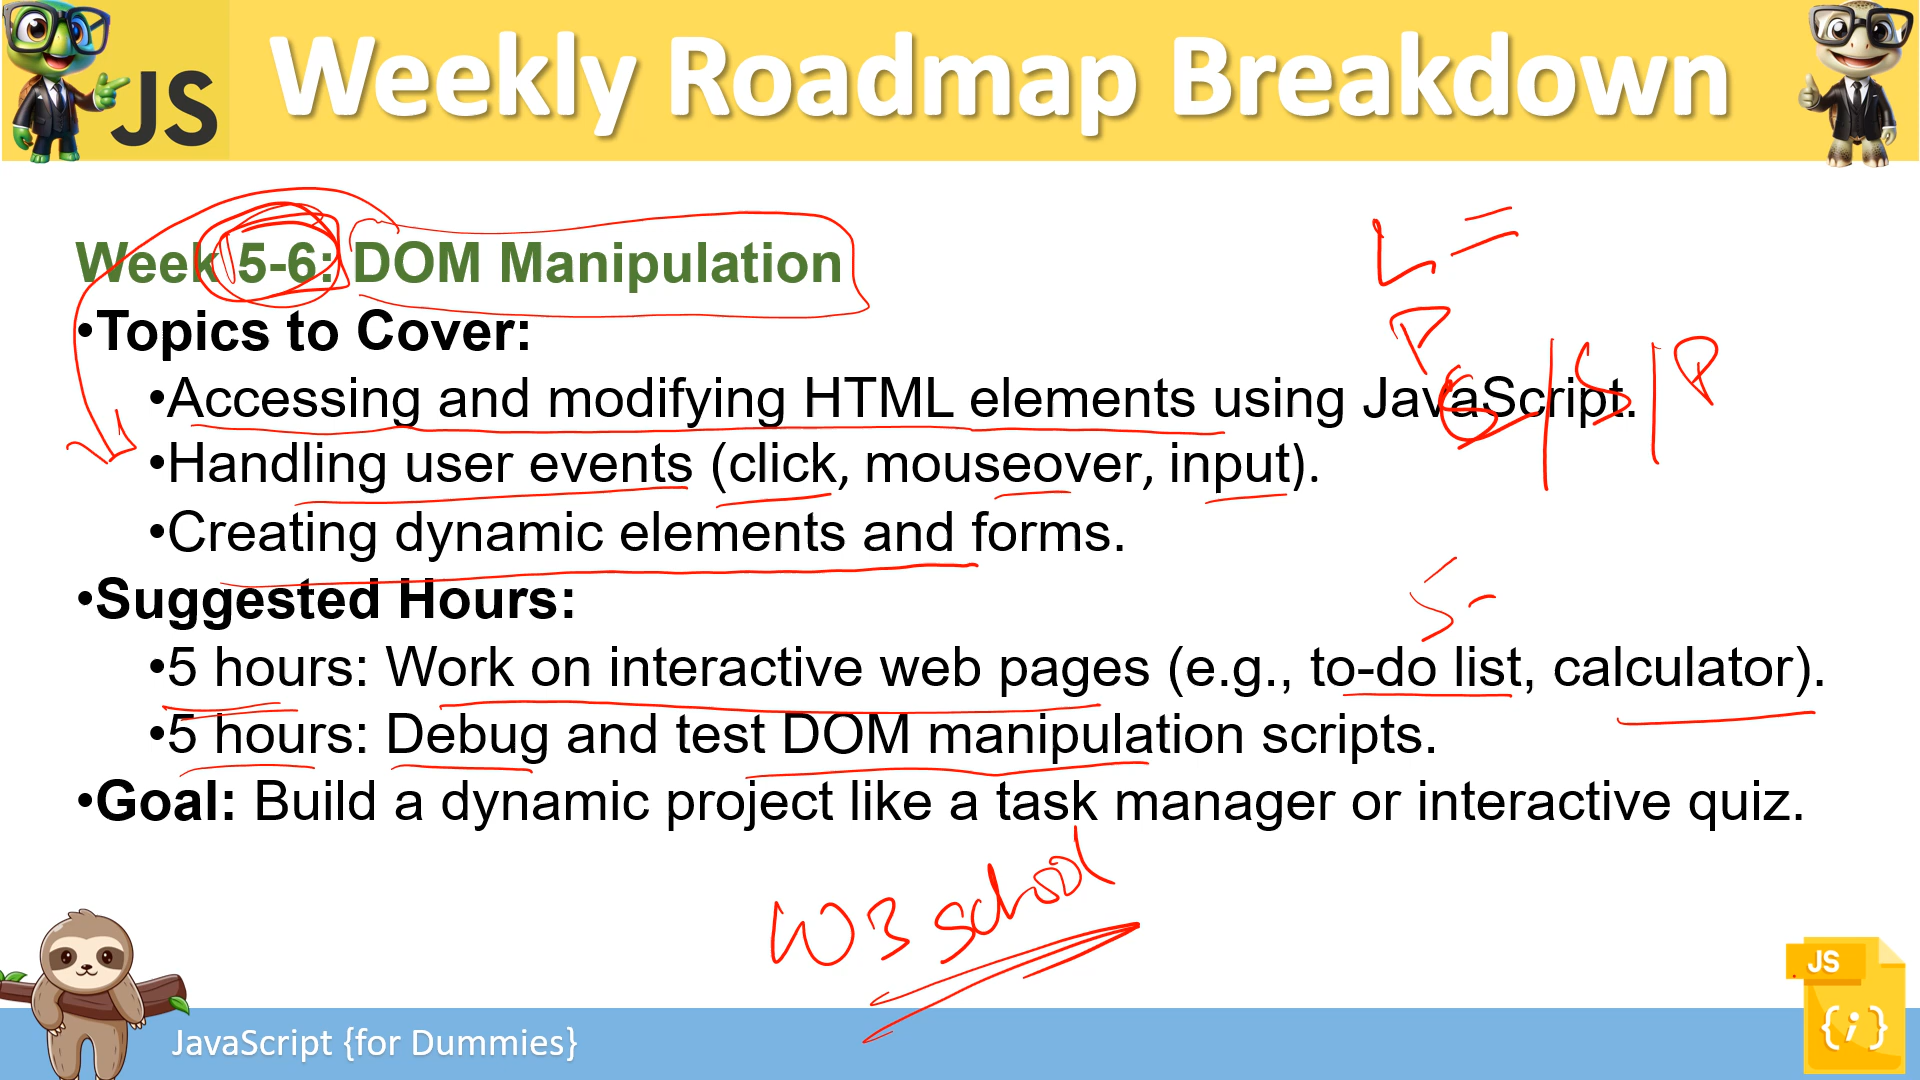 JS
Weekly Roadmap Breakdown
Week 5-6: DOM Manipulation
L =
P
•Topics to Cover:
S | P
•Accessing and modifying HTML elements using JavaScript.
•Handling user events (click, mouseover, input).
•Creating dynamic elements and forms.
•Suggested Hours:
5-
•5 hours: Work on interactive web pages (e.g., to-do list, calculator).
•5 hours: Debug and test DOM manipulation scripts.
•Goal: Build a dynamic project like a task manager or interactive quiz.
W3 school
JS
{;}
JavaScript {for Dummies}